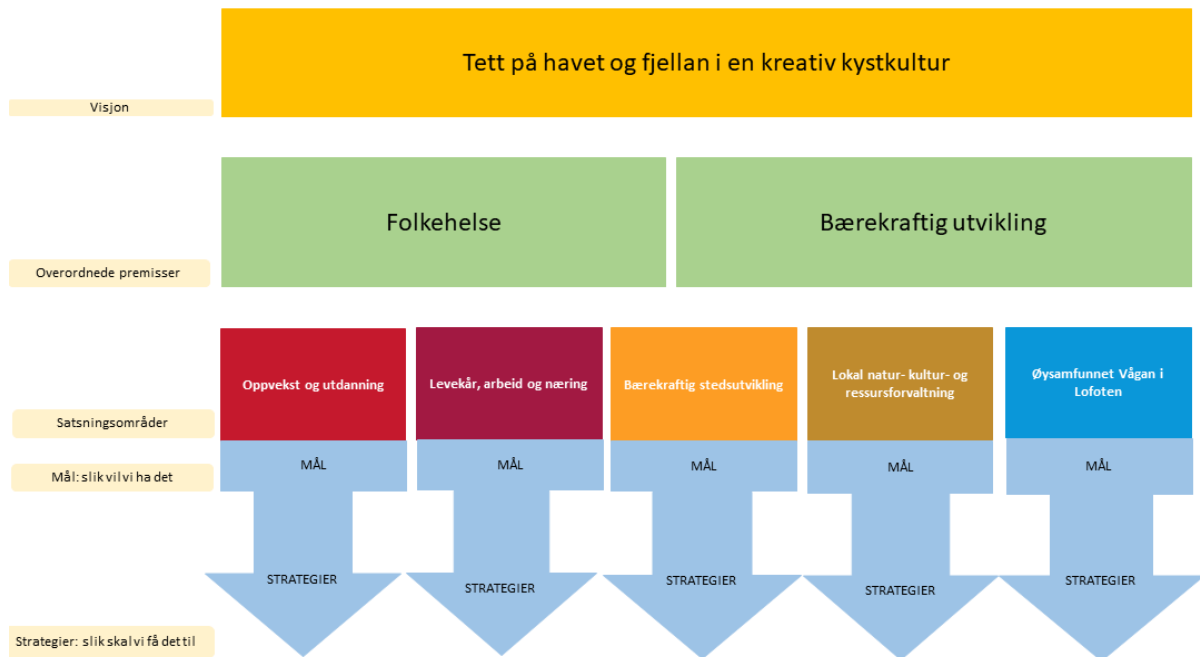 Tett på havet og fjellan i en kreativ kystkultur
Visjon
Folkehelse
Bærekraftig utvikling
Overordnede premisser
Oppvekst og utdanning
Levekår, arbeid og næring
Bærekraftig stedsutvikling
Lokal natur- kultur- og
ressursforvaltning
Øysamfunnet Vågan i
Lofoten
Satsningsområder
MÅL
MÅL
MÅL
MÅL
MÅL
Mål: slik vil vi ha det
STRATEGIER
STRATEGIER
STRATEGIER
STRATEGIER
STRATEGIER
Strategier: slik skal vi få det til